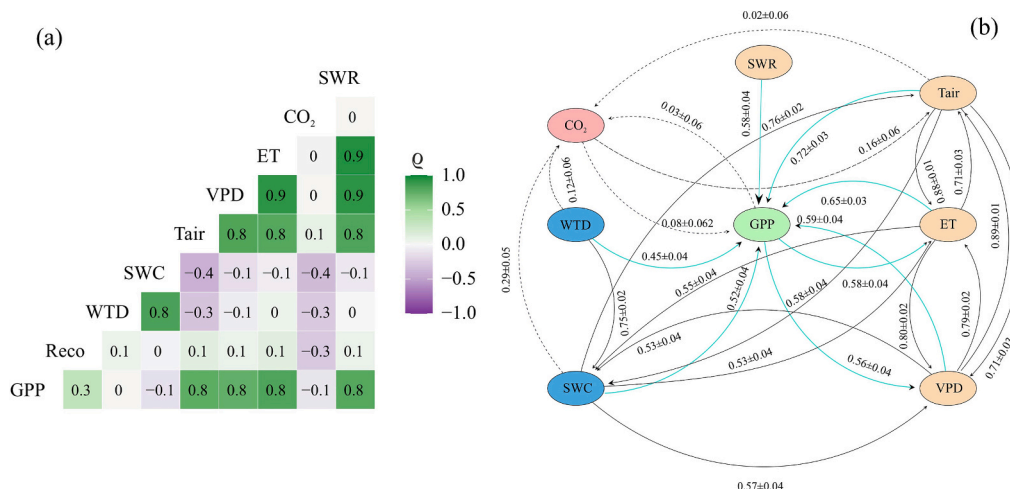 (a)
SWR
CO₂ 0
ET 0 0.9
VPD 0.9 0 0.9
Tair 0.8 0.8 0.1 0.8
SWC −0.4 −0.1 −0.1 −0.4 −0.1
WTD 0.8 −0.3 −0.1 0 −0.3 0
Reco 0.1 0 0.1 0.1 0.1 −0.3 0.1
GPP 0.3 0 −0.1 0.8 0.8 0.8 −0.1 0.8
ϱ
1.0
0.5
0.0
−0.5
−1.0
(b)
0.02±0.06
SWR
Tair
CO₂
0.03±0.06
0.58±0.04
0.76±0.02
0.72±0.03
0.16±0.06
0.12±0.06
0.8±0.01
0.71±0.03
0.65±0.03
WTD
0.08±0.062
GPP
0.59±0.04
ET
0.89±0.01
0.45±0.04
0.29±0.05
0.55±0.04
0.52±0.04
0.58±0.04
0.58±0.04
0.75±0.02
0.53±0.04
0.53±0.04
0.80±0.02
0.79±0.02
0.56±0.04
0.71±0.02
SWC
VPD
0.57±0.04